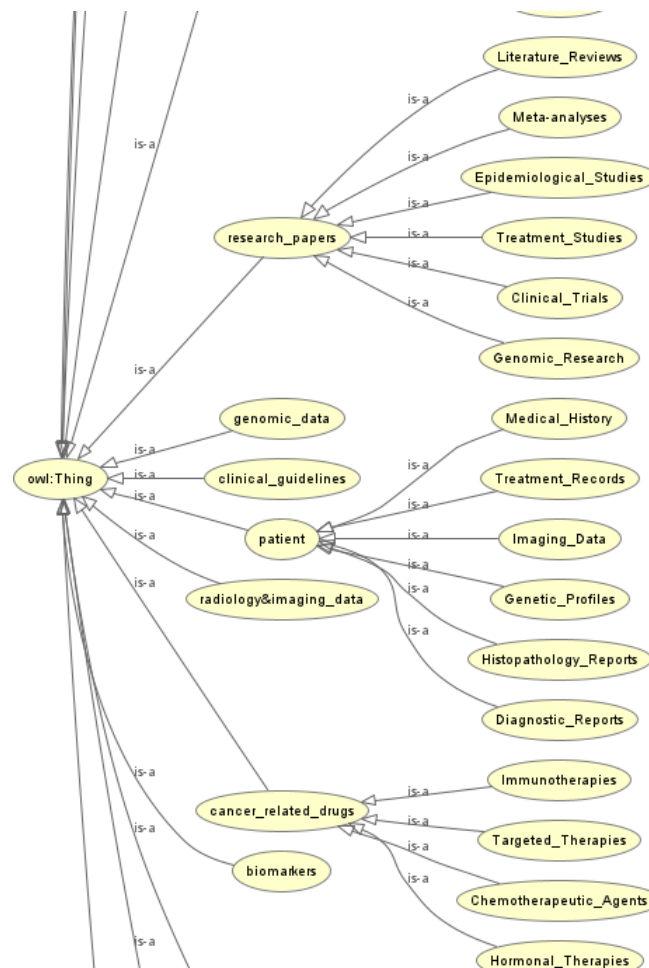 Literature_Reviews
is-a
Meta-analyses
is-a
is-a
Epidemiological_Studies
is-a
research_papers
is-a
Treatment_Studies
is-a
Clinical_Trials
is-a
Genomic_Research
is-a
genomic_data
Medical_History
is-a
is-a
owl:Thing
is-a
clinical_guidelines
Treatment_Records
is-a
is-a
patient
is-a
Imaging_Data
is-a
is-a
radiology&imaging_data
is-a
Genetic_Profiles
is-a
Histopathology_Reports
is-a
Diagnostic_Reports
is-a
Immunotherapies
is-a
cancer_related_drugs
is-a
is-a
Targeted_Therapies
is-a
biomarkers
is-a
Chemotherapeutic_Agents
is-a
Hormonal_Therapies